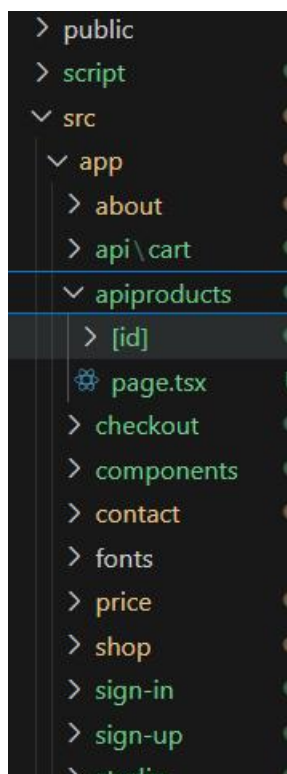 public
script
src
app
about
api\cart
apiproducts
[id]
page.tsx
checkout
components
contact
fonts
price
shop
sign-in
sign-up